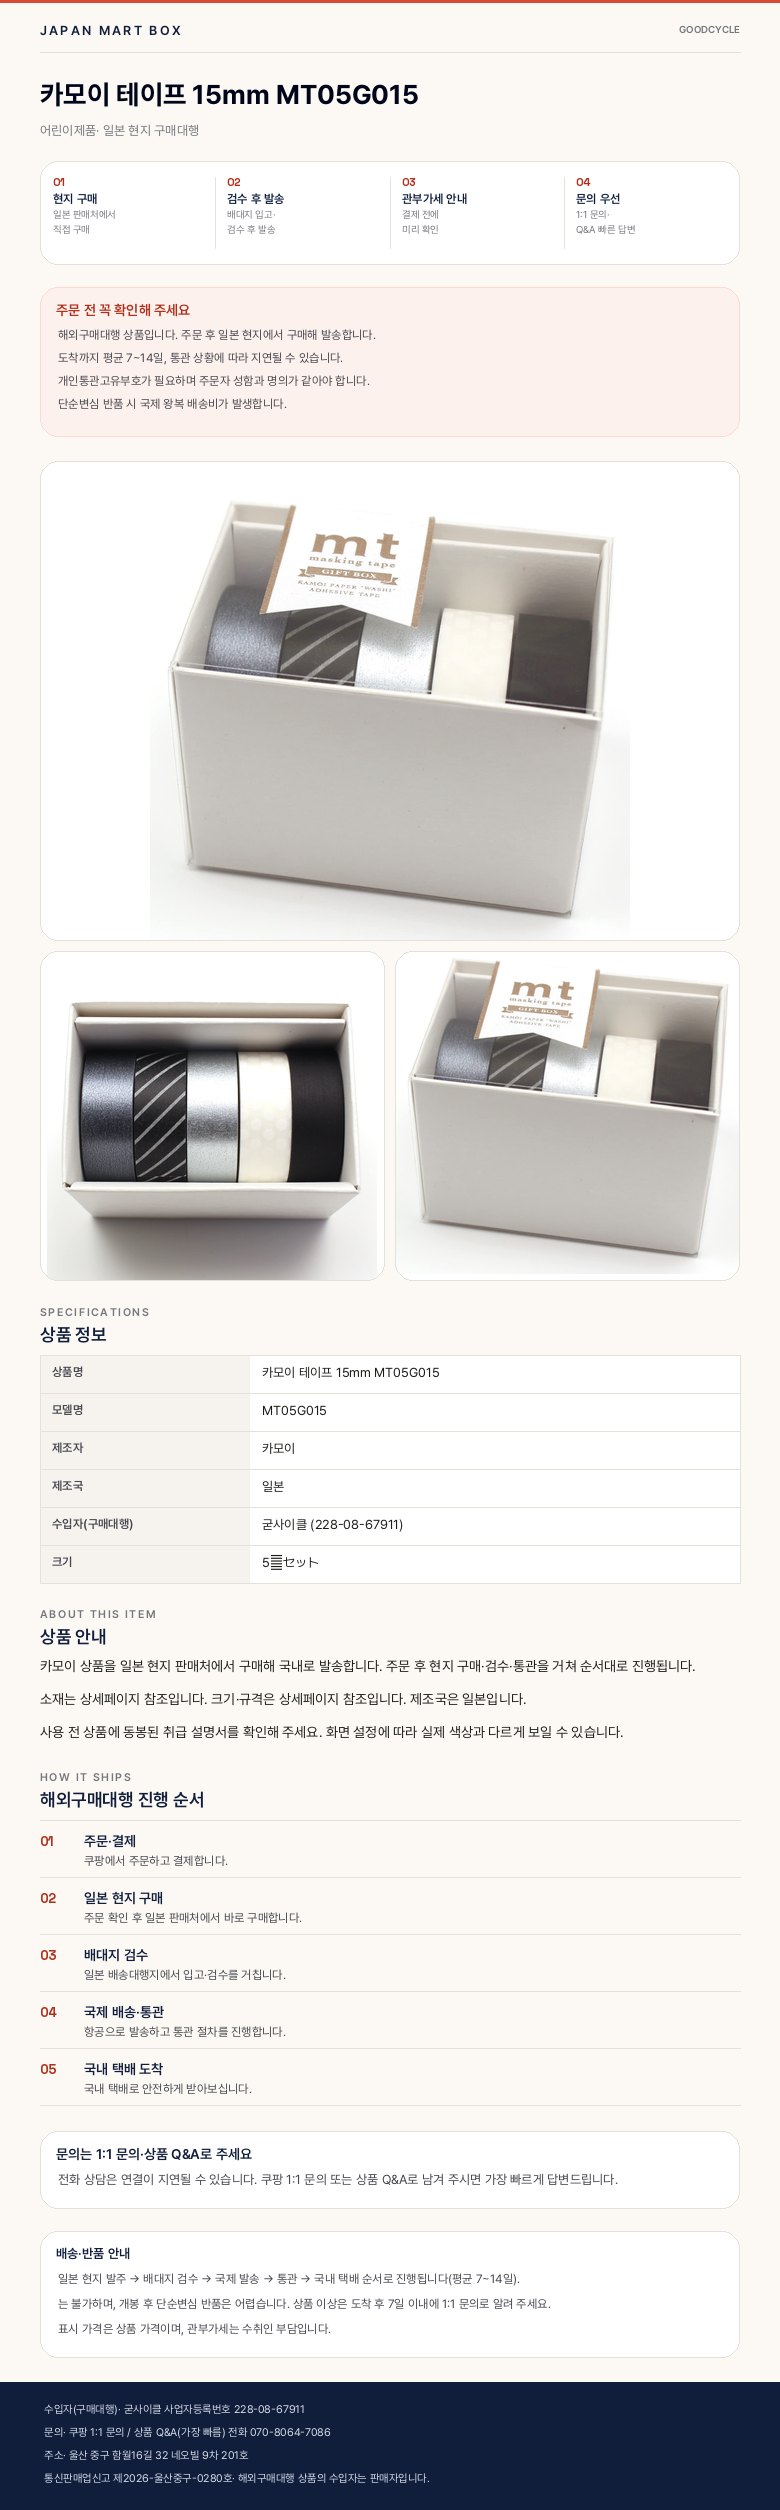 JAPAN MART BOX
GOODCYCLE
카모이 테이프 15mm MT05G015
어린이제품· 일본 현지 구매대행
01
현지 구매
일본 판매처에서
직접 구매
02
검수 후 발송
배대지 입고·
검수 후 발송
03
관부가세 안내
결제 전에
미리 확인
04
문의 우선
1:1 문의·
Q&A 빠른 답변
주문 전 꼭 확인해 주세요
해외구매대행 상품입니다. 주문 후 일본 현지에서 구매해 발송합니다.
도착까지 평균 7~14일, 통관 상황에 따라 지연될 수 있습니다.
개인통관고유부호가 필요하며 주문자 성함과 명의가 같아야 합니다.
단순변심 반품 시 국제 왕복 배송비가 발생합니다.
mt
masking tape
GIFT BOX
KAMOI PAPER "WASHI"
ADHESIVE TAPE
mt
masking tape
GIFT BOX
KAMOI PAPER "WASHI"
ADHESIVE TAPE
SPECIFICATIONS
상품 정보
상품명 카모이 테이프 15mm MT05G015
모델명 MT05G015
제조자 카모이
제조국 일본
수입자(구매대행) 굳사이클 (228-08-67911)
크기 5セット
ABOUT THIS ITEM
상품 안내
카모이 상품을 일본 현지 판매처에서 구매해 국내로 발송합니다. 주문 후 현지 구매·검수·통관을 거쳐 순서대로 진행됩니다.
소재는 상세페이지 참조입니다. 크기·규격은 상세페이지 참조입니다. 제조국은 일본입니다.
사용 전 상품에 동봉된 취급 설명서를 확인해 주세요. 화면 설정에 따라 실제 색상과 다르게 보일 수 있습니다.
HOW IT SHIPS
해외구매대행 진행 순서
01 주문·결제
쿠팡에서 주문하고 결제합니다.
02 일본 현지 구매
주문 확인 후 일본 판매처에서 바로 구매합니다.
03 배대지 검수
일본 배송대행지에서 입고·검수를 거칩니다.
04 국제 배송·통관
항공으로 발송하고 통관 절차를 진행합니다.
05 국내 택배 도착
국내 택배로 안전하게 받아보십니다.
문의는 1:1 문의·상품 Q&A로 주세요
전화 상담은 연결이 지연될 수 있습니다. 쿠팡 1:1 문의 또는 상품 Q&A로 남겨 주시면 가장 빠르게 답변드립니다.
배송·반품 안내
일본 현지 발주 → 배대지 검수 → 국제 발송 → 통관 → 국내 택배 순서로 진행됩니다(평균 7~14일).
는 불가하며, 개봉 후 단순변심 반품은 어렵습니다. 상품 이상은 도착 후 7일 이내에 1:1 문의로 알려 주세요.
표시 가격은 상품 가격이며, 관부가세는 수취인 부담입니다.
수입자(구매대행)· 굳사이클 사업자등록번호 228-08-67911
문의· 쿠팡 1:1 문의 / 상품 Q&A(가장 빠름) 전화 070-8064-7086
주소· 울산 중구 함월16길 32 네오빌 9차 201호
통신판매업신고 제2026-울산중구-0280호· 해외구매대행 상품의 수입자는 판매자입니다.